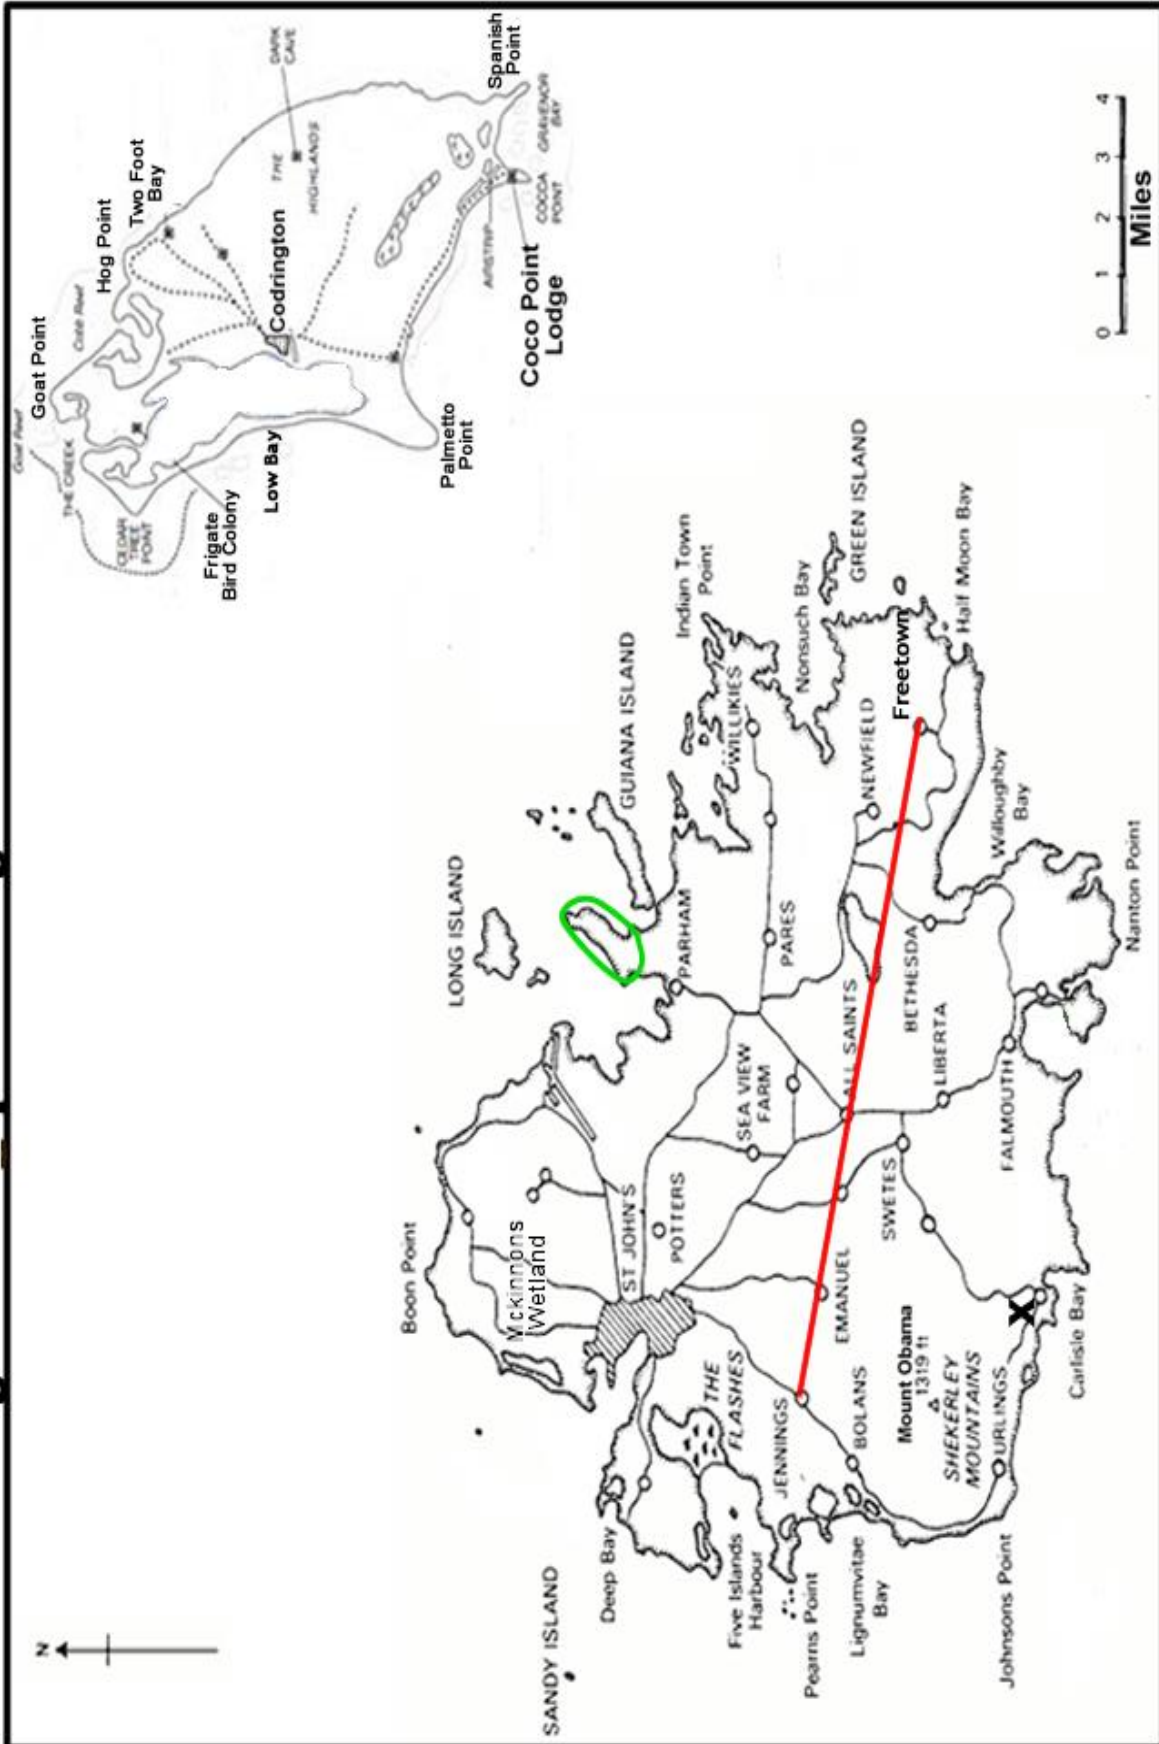 N
Goat Reef
Goat Point
THE CREEK
Cobb Reef
Hog Point
Two Foot
Bay
CEDAR
TREE
POINT
Frigate
Bird Colony
Low Bay
Codrington
THE
HIGHLANDS
DARK
CAVE
Palmetto
Point
AIRSTRIP
Coco Point
Lodge
COCOA
POINT
GRAVENOR
BAY
Spanish
Point
0 1 2 3 4
Miles
SANDY ISLAND
Boon Point
LONG ISLAND
GUIANA ISLAND
Indian Town
Point
Mckinnons
Wetland
Deep Bay
ST JOHN'S
POTTERS
PARHAM
WILLIKIES
THE
FLASHES
SEA VIEW
FARM
PARES
Nonsuch Bay
GREEN ISLAND
Five Islands
Harbour
JENNINGS
Pearns Point
EMANUEL
ALL SAINTS
NEWFIELD
Freetown
Half Moon Bay
Lignumvitae
Bay
BOLANS
SWETES
LIBERTA
BETHESDA
Willoughby
Bay
Mount Obama
1319 ft
SHEKERLEY
MOUNTAINS
URLINGS
X
FALMOUTH
Johnsons Point
Carlisle Bay
Nanton Point